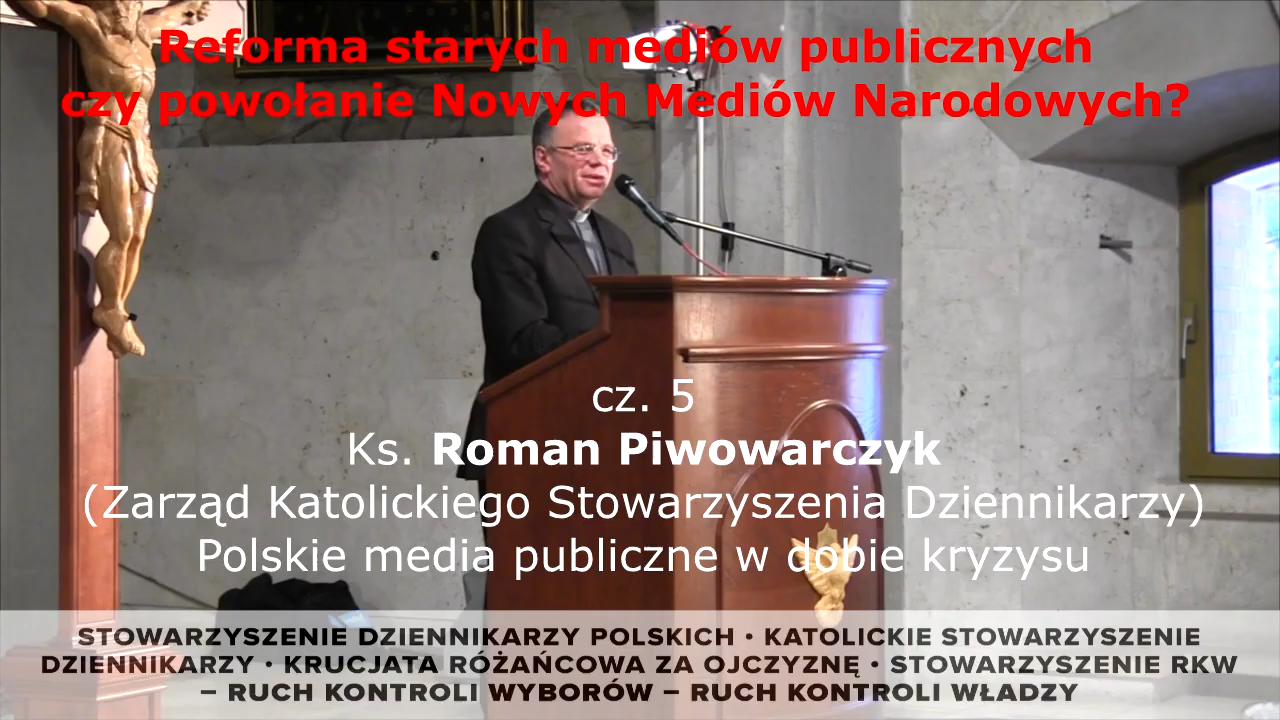 Reforma starych mediów publicznych
czy powołanie Nowych Mediów Narodowych?
cz. 5
Ks. Roman Piwowarczyk
(Zarząd Katolickiego Stowarzyszenia Dziennikarzy)
Polskie media publiczne w dobie kryzysu
STOWARZYSZENIE DZIENNIKARZY POLSKICH • KATOLICKIE STOWARZYSZENIE
DZIENNIKARZY • KRUCJATA RÓŻAŃCOWA ZA OJCZYZNĘ • STOWARZYSZENIE RKW
– RUCH KONTROLI WYBORÓW – RUCH KONTROLI WŁADZY